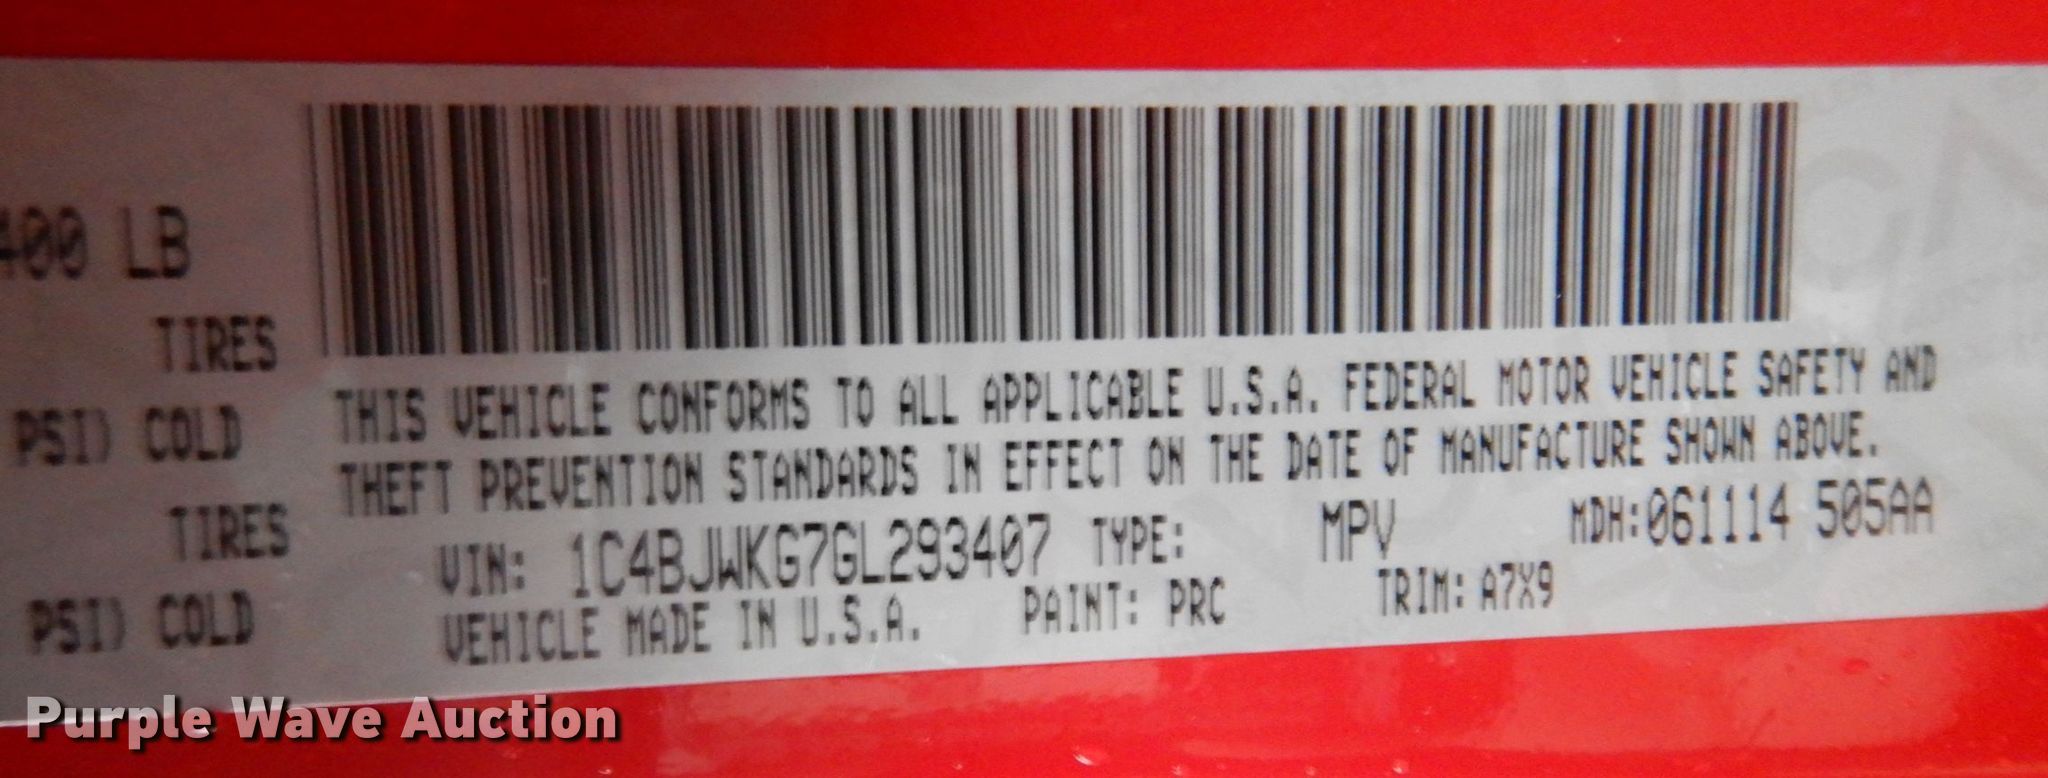 400 LB
TIRES
PSI) COLD
TIRES
PSI) COLD
THIS VEHICLE CONFORMS TO ALL APPLICABLE U.S.A. FEDERAL MOTOR VEHICLE SAFETY AND
THEFT PREVENTION STANDARDS IN EFFECT ON THE DATE OF MANUFACTURE SHOWN ABOVE.
VIN: 1C4BJWKG7GL293407 TYPE: MPV MDH:061114 505AA
VEHICLE MADE IN U.S.A. PAINT: PRC TRIM: A7X9
Purple Wave Auction